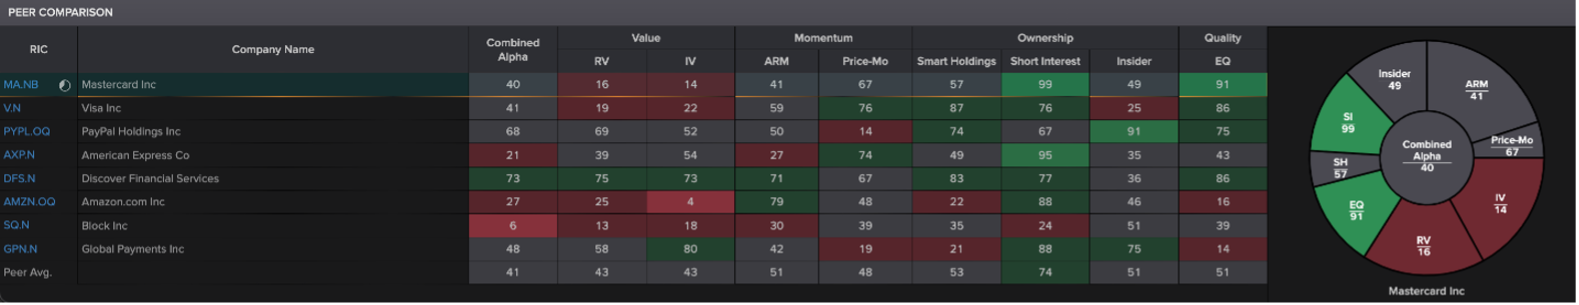 PEER COMPARISON
RIC Company Name Combined Alpha Value Momentum Ownership Quality
RV IV ARM Price-Mo Smart Holdings Short Interest Insider EQ
MA.NB Mastercard Inc 40 16 14 41 67 57 99 49 91
V.N Visa Inc 41 19 22 59 76 87 76 25 86
PYPL.OQ PayPal Holdings Inc 68 69 52 50 14 74 67 91 75
AXP.N American Express Co 21 39 54 27 74 49 95 35 43
DFS.N Discover Financial Services 73 75 73 71 67 83 77 36 86
AMZN.OQ Amazon.com Inc 27 25 4 79 48 22 88 46 16
SQ.N Block Inc 6 13 18 30 39 35 24 51 39
GPN.N Global Payments Inc 48 58 80 42 19 21 88 75 14
Peer Avg. 41 43 43 51 48 53 74 51 51
Insider
49
ARM
41
SI
99
Price-Mo
67
Combined
Alpha
40
SH
57
IV
14
EQ
91
RV
16
Mastercard Inc